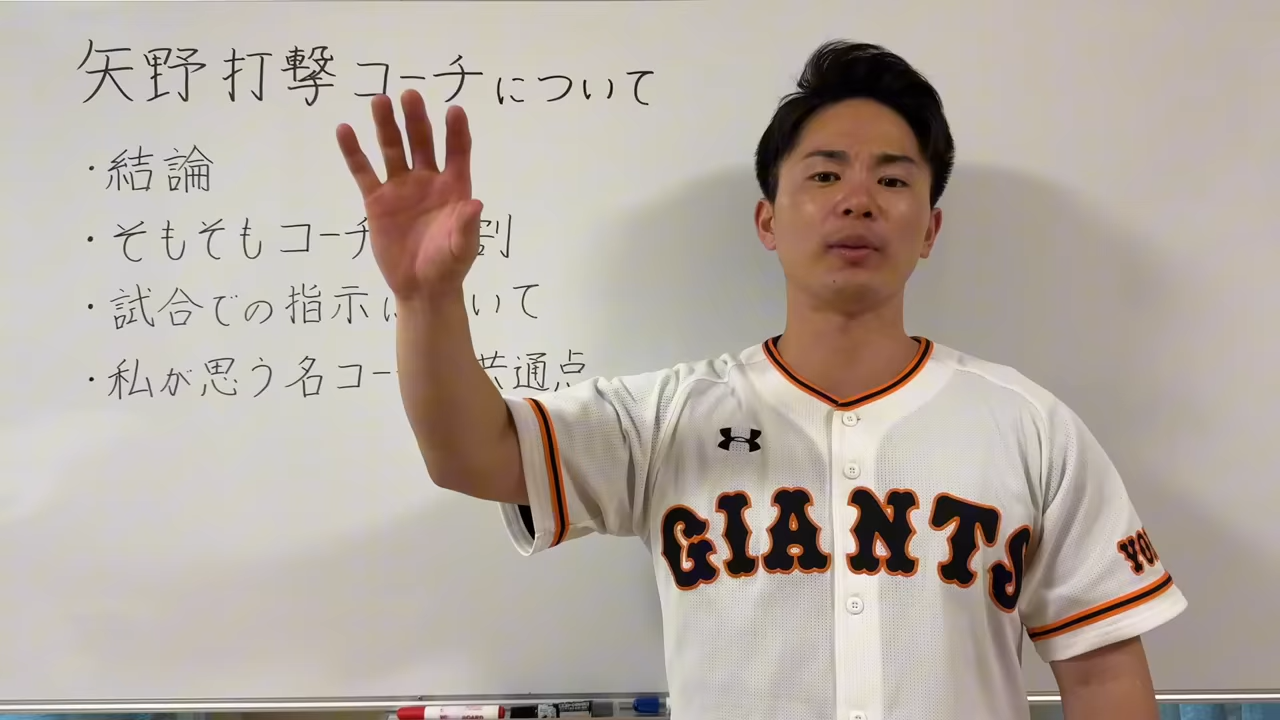 矢野打撃コーチについて
・結論
・そもそもコーチ 割
・試合での指示 いて
・私が思う名コー 共通点
GIANTS
YO